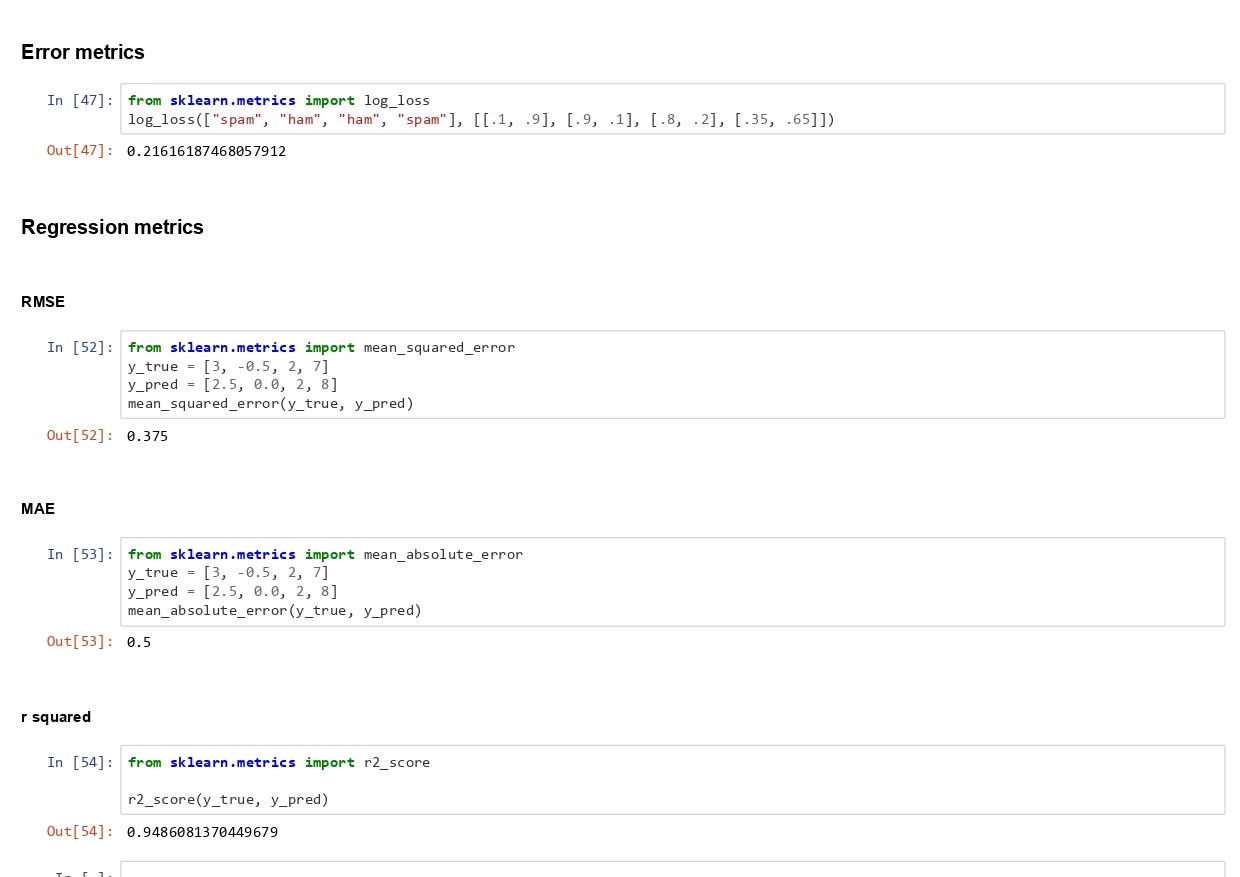 Error metrics
In [47]: from sklearn.metrics import log_loss
log_loss(["spam", "ham", "ham", "spam"], [[.1, .9], [.9, .1], [.8, .2], [.35, .65]])
Out[47]: 0.21616187468057912
Regression metrics
RMSE
In [52]: from sklearn.metrics import mean_squared_error
y_true = [3, -0.5, 2, 7]
y_pred = [2.5, 0.0, 2, 8]
mean_squared_error(y_true, y_pred)
Out[52]: 0.375
MAE
In [53]: from sklearn.metrics import mean_absolute_error
y_true = [3, -0.5, 2, 7]
y_pred = [2.5, 0.0, 2, 8]
mean_absolute_error(y_true, y_pred)
Out[53]: 0.5
r squared
In [54]: from sklearn.metrics import r2_score
r2_score(y_true, y_pred)
Out[54]: 0.9486081370449679
In [ ]: